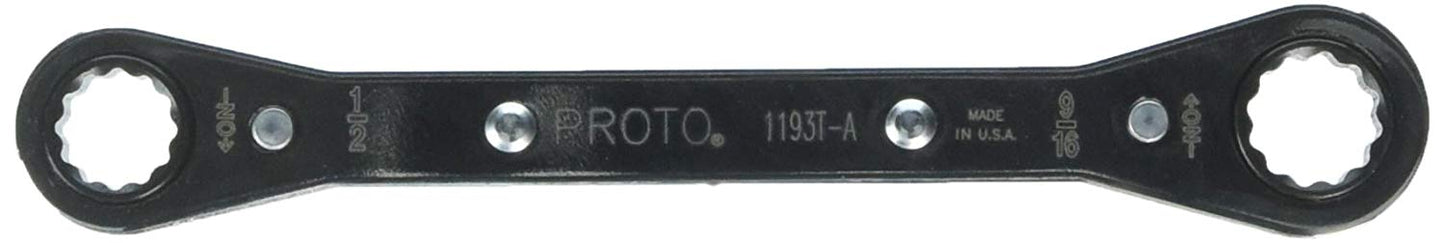 ←ON—
1/2
PROTO®
1193T-A
MADE
IN U.S.A.
9/16
←ON—